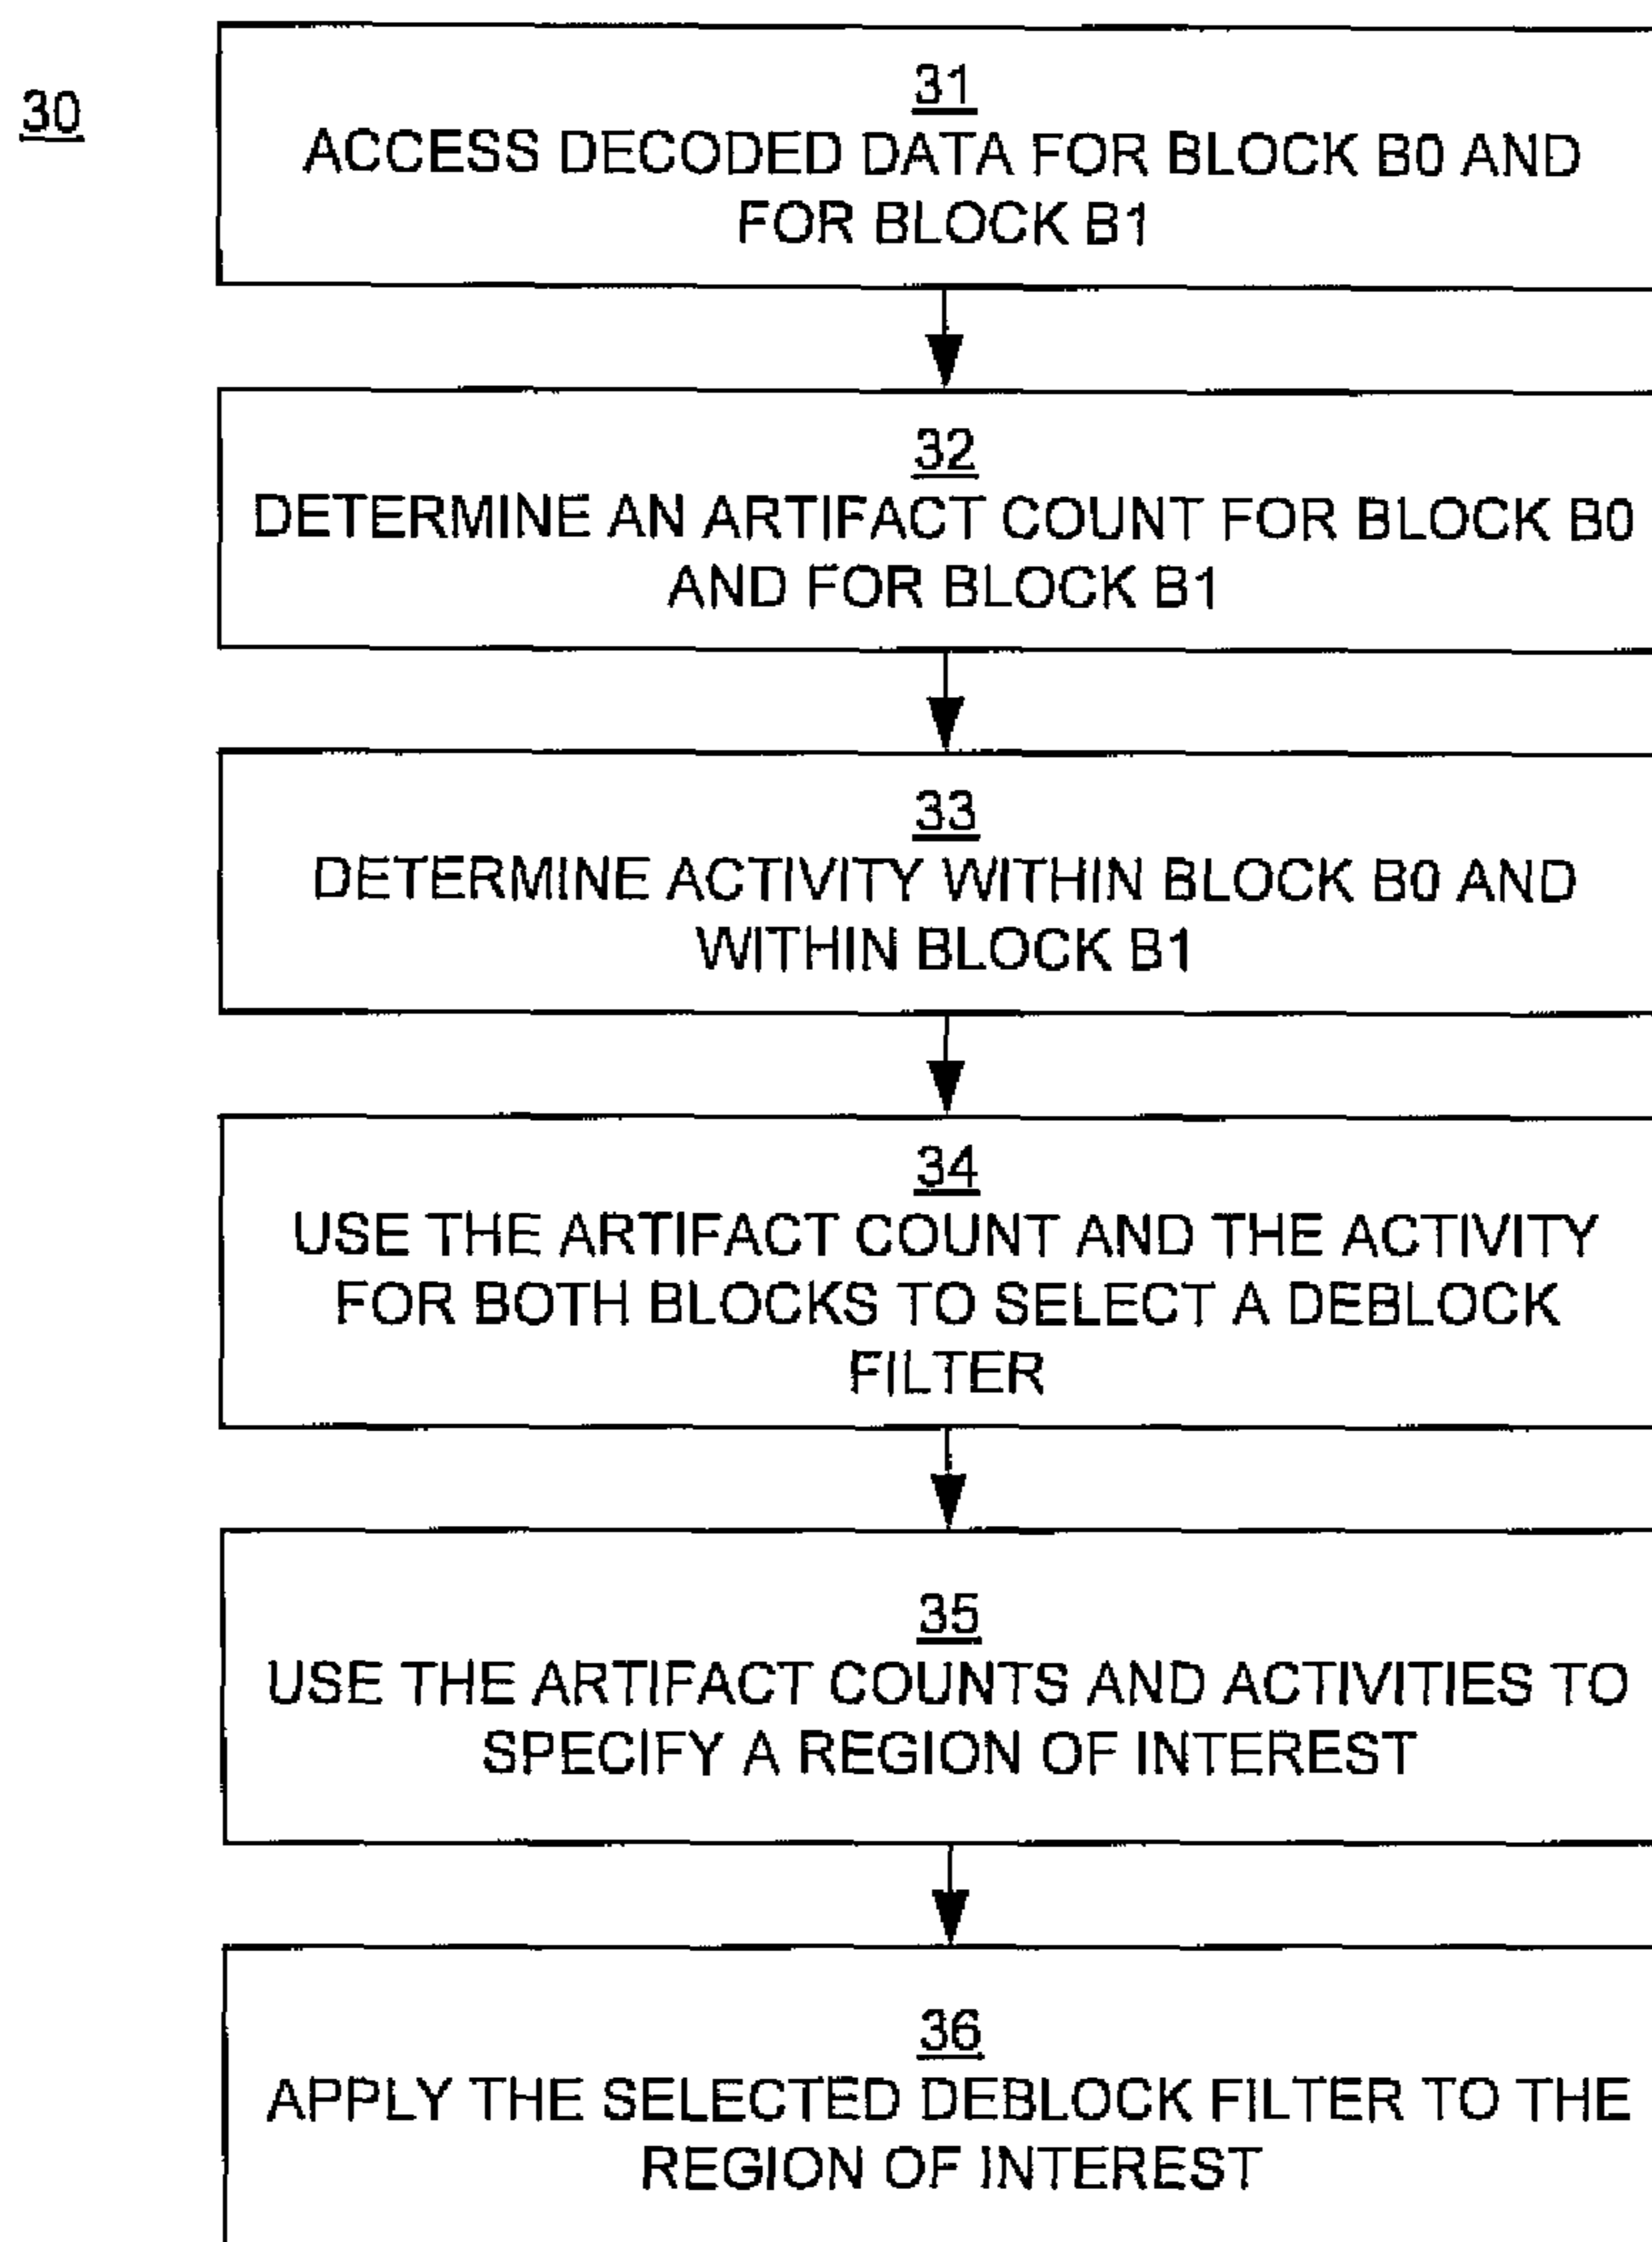 30
31
ACCESS DECODED DATA FOR BLOCK B0 AND
FOR BLOCK B1
32
DETERMINE AN ARTIFACT COUNT FOR BLOCK B0
AND FOR BLOCK B1
33
DETERMINE ACTIVITY WITHIN BLOCK B0 AND
WITHIN BLOCK B1
34
USE THE ARTIFACT COUNT AND THE ACTIVITY
FOR BOTH BLOCKS TO SELECT A DEBLOCK
FILTER
35
USE THE ARTIFACT COUNTS AND ACTIVITIES TO
SPECIFY A REGION OF INTEREST
36
APPLY THE SELECTED DEBLOCK FILTER TO THE
REGION OF INTEREST